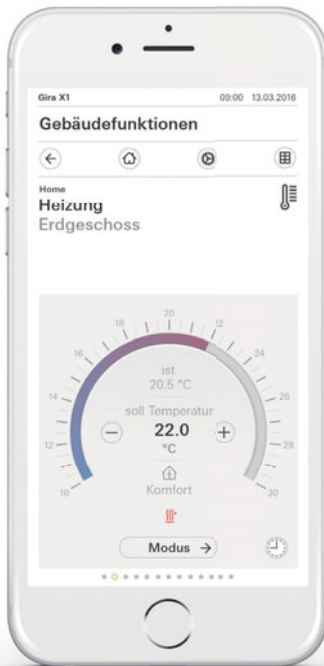 Gira X1 09:00 13.03.2016
Gebäudefunktionen
Home
Heizung
Erdgeschoss
20
18 12
16 24
14 26
12 28
10 30
ist
20.5 °C
soll Temperatur
− 22.0 +
°C
Komfort
Modus →